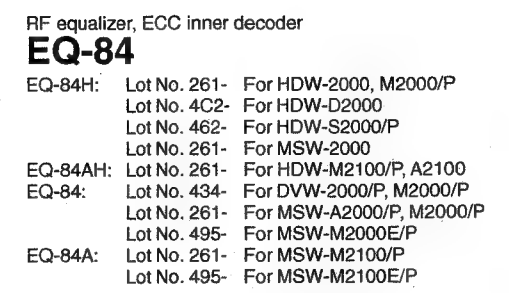 RF equalizer, ECC inner decoder
EQ-84
EQ-84H: Lot No. 261- For HDW-2000, M2000/P
Lot No. 4C2- For HDW-D2000
Lot No. 462- For HDW-S2000/P
Lot No. 261- For MSW-2000
EQ-84AH: Lot No. 261- For HDW-M2100/P, A2100
EQ-84: Lot No. 434- For DVW-2000/P, M2000/P
Lot No. 261- For MSW-A2000/P, M2000/P
Lot No. 495- For MSW-M2000E/P
EQ-84A: Lot No. 261- For MSW-M2100/P
Lot No. 495- For MSW-M2100E/P